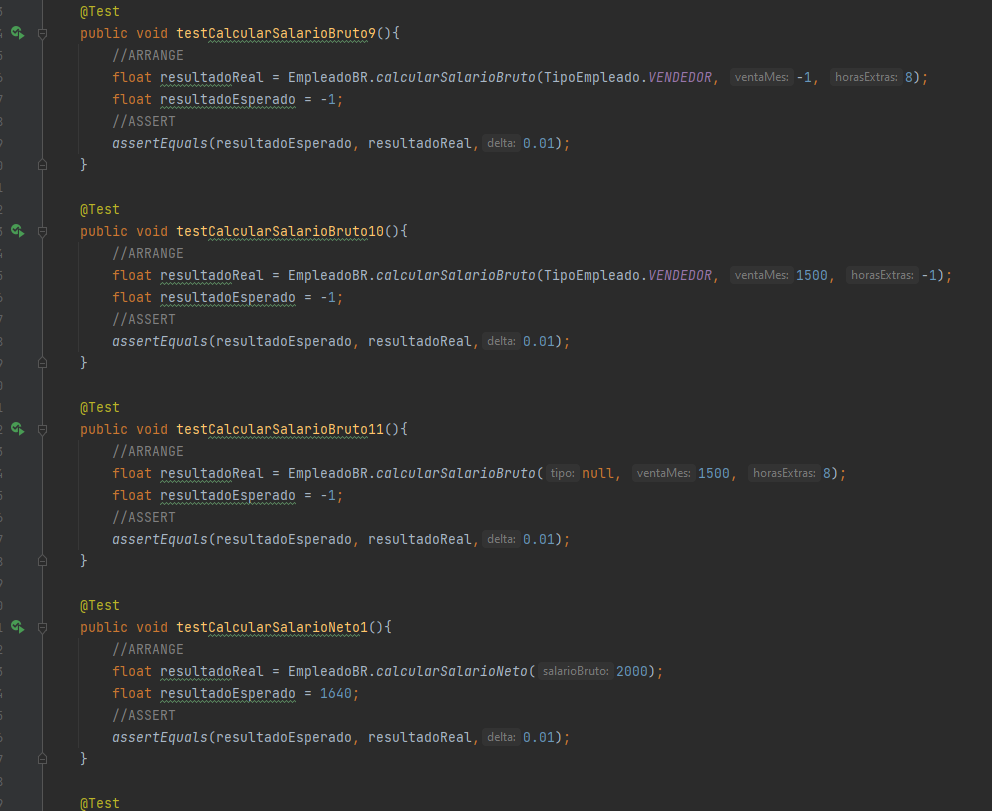 @Test
public void testCalcularSalarioBruto9(){
//ARRANGE
float resultadoReal = EmpleadoBR.calcularSalarioBruto(TipoEmpleado.VENDEDOR, ventaMes: -1, horasExtras: 8);
float resultadoEsperado = -1;
//ASSERT
assertEquals(resultadoEsperado, resultadoReal, delta: 0.01);
}
@Test
public void testCalcularSalarioBruto10(){
//ARRANGE
float resultadoReal = EmpleadoBR.calcularSalarioBruto(TipoEmpleado.VENDEDOR, ventaMes: 1500, horasExtras: -1);
float resultadoEsperado = -1;
//ASSERT
assertEquals(resultadoEsperado, resultadoReal, delta: 0.01);
}
@Test
public void testCalcularSalarioBruto11(){
//ARRANGE
float resultadoReal = EmpleadoBR.calcularSalarioBruto( tipo: null, ventaMes: 1500, horasExtras: 8);
float resultadoEsperado = -1;
//ASSERT
assertEquals(resultadoEsperado, resultadoReal, delta: 0.01);
}
@Test
public void testCalcularSalarioNeto1(){
//ARRANGE
float resultadoReal = EmpleadoBR.calcularSalarioNeto( salarioBruto: 2000);
float resultadoEsperado = 1640;
//ASSERT
assertEquals(resultadoEsperado, resultadoReal, delta: 0.01);
}
@Test